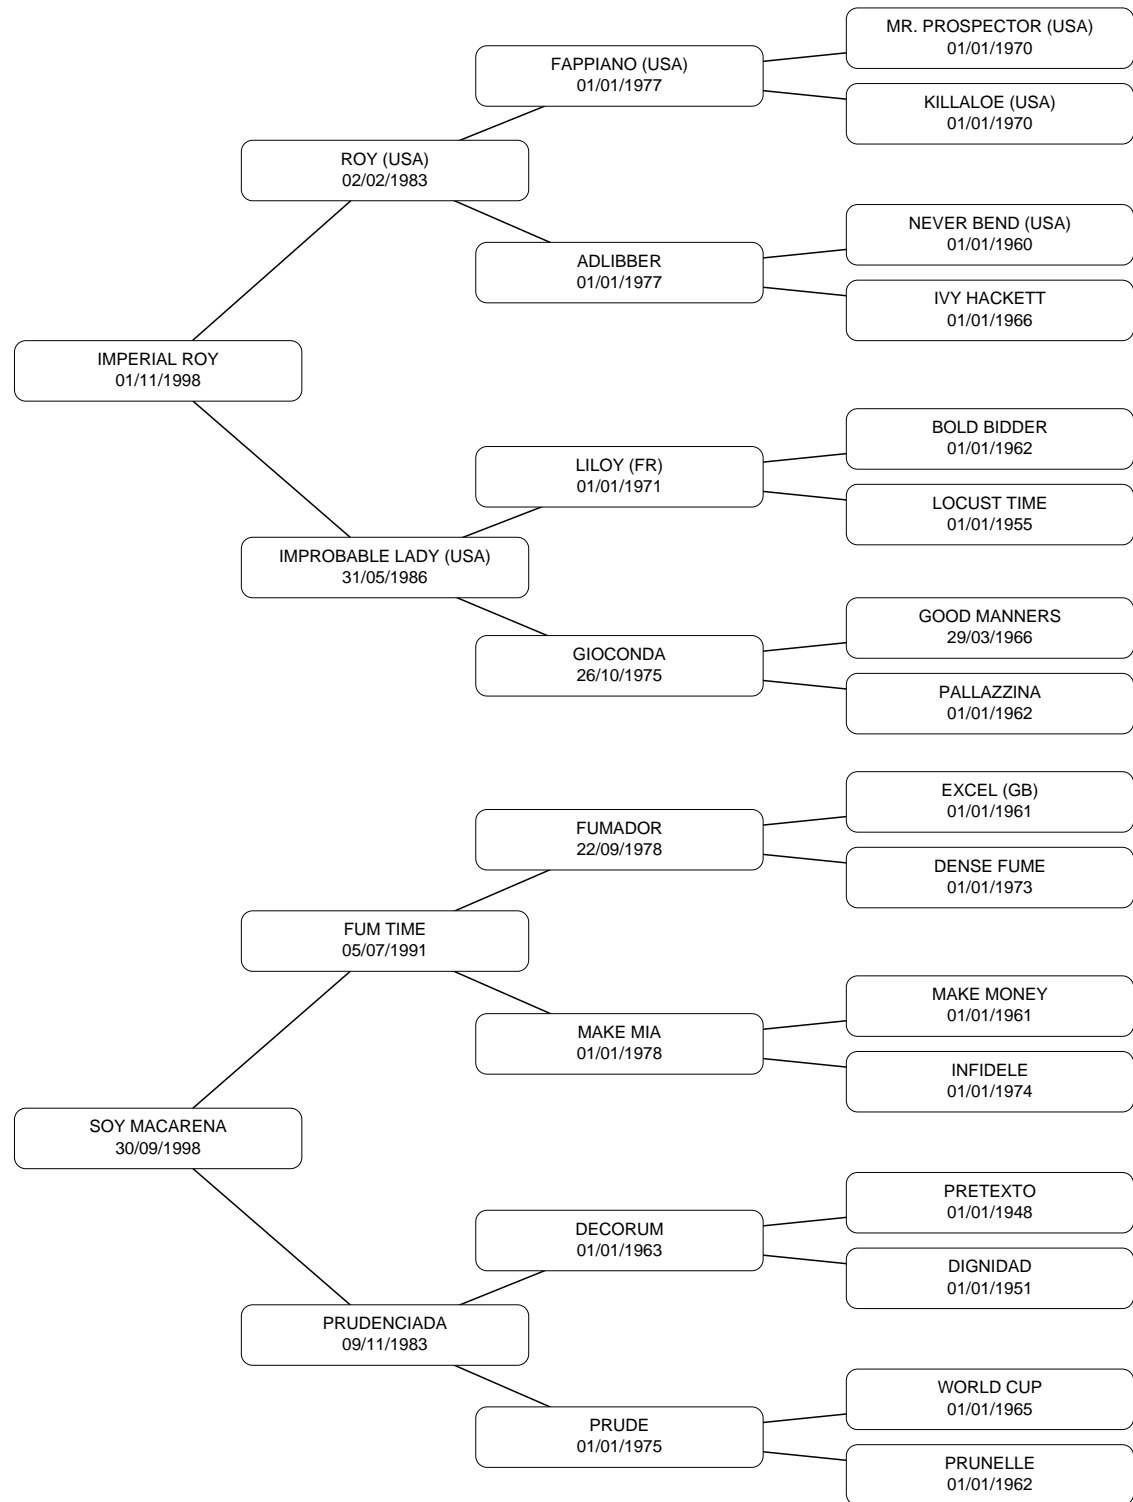 MR. PROSPECTOR (USA)
01/01/1970
FAPPIANO (USA)
01/01/1977
KILLALOE (USA)
01/01/1970
ROY (USA)
02/02/1983
NEVER BEND (USA)
01/01/1960
ADLIBBER
01/01/1977
IVY HACKETT
01/01/1966
IMPERIAL ROY
01/11/1998
BOLD BIDDER
01/01/1962
LILOY (FR)
01/01/1971
LOCUST TIME
01/01/1955
IMPROBABLE LADY (USA)
31/05/1986
GOOD MANNERS
29/03/1966
GIOCONDA
26/10/1975
PALLAZZINA
01/01/1962
EXCEL (GB)
01/01/1961
FUMADOR
22/09/1978
DENSE FUME
01/01/1973
FUM TIME
05/07/1991
MAKE MONEY
01/01/1961
MAKE MIA
01/01/1978
INFIDELE
01/01/1974
SOY MACARENA
30/09/1998
PRETEXTO
01/01/1948
DECORUM
01/01/1963
DIGNIDAD
01/01/1951
PRUDENCIADA
09/11/1983
WORLD CUP
01/01/1965
PRUDE
01/01/1975
PRUNELLE
01/01/1962